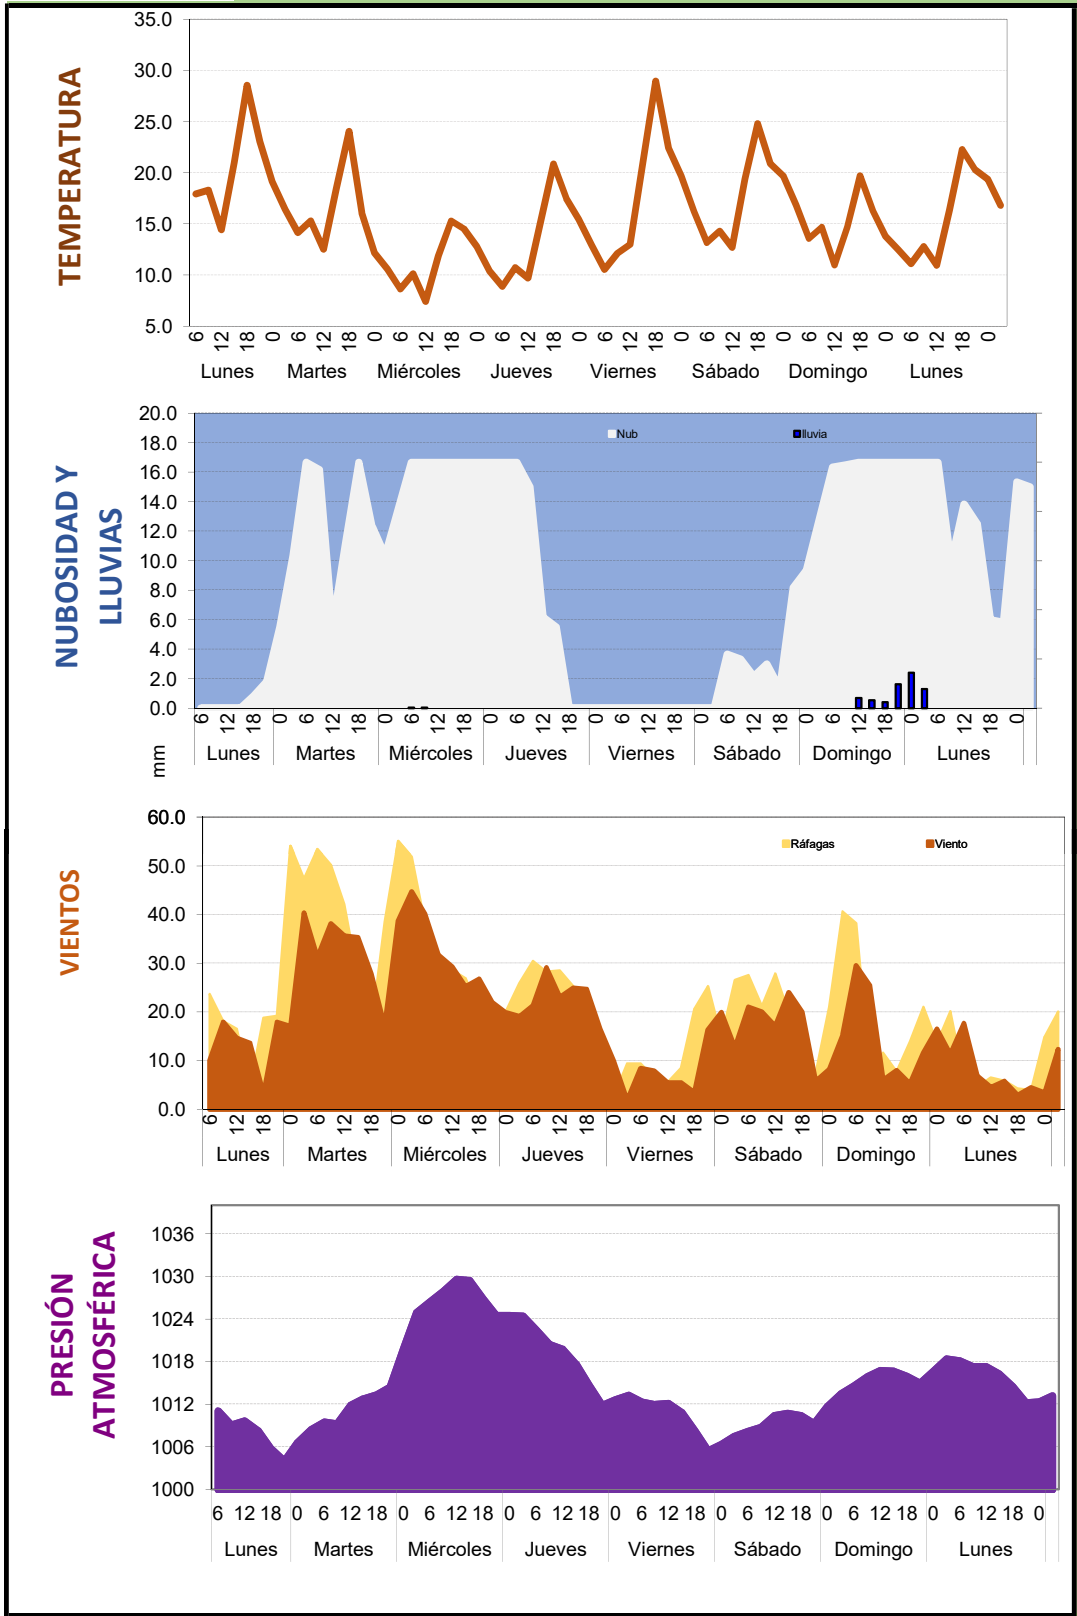 TEMPERATURA
35.0
30.0
25.0
20.0
15.0
10.0
5.0
6 12 18 0 6 12 18 0 6 12 18 0 6 12 18 0 6 12 18 0 6 12 18 0 6 12 18 0 6 12 18 0
Lunes Martes Miércoles Jueves Viernes Sábado Domingo Lunes
NUBOSIDAD Y
LLUVIAS
20.0
18.0
16.0
14.0
12.0
10.0
8.0
6.0
4.0
2.0
0.0
mm
Nub lluvia
6 12 18 0 6 12 18 0 6 12 18 0 6 12 18 0 6 12 18 0 6 12 18 0 6 12 18 0 6 12 18 0
Lunes Martes Miércoles Jueves Viernes Sábado Domingo Lunes
VIENTOS
60.0
50.0
40.0
30.0
20.0
10.0
0.0
Ráfagas Viento
6 12 18 0 6 12 18 0 6 12 18 0 6 12 18 0 6 12 18 0 6 12 18 0 6 12 18 0 6 12 18 0
Lunes Martes Miércoles Jueves Viernes Sábado Domingo Lunes
PRESIÓN
ATMOSFÉRICA
1036
1030
1024
1018
1012
1006
1000
6 12 18 0 6 12 18 0 6 12 18 0 6 12 18 0 6 12 18 0 6 12 18 0 6 12 18 0 6 12 18 0
Lunes Martes Miércoles Jueves Viernes Sábado Domingo Lunes